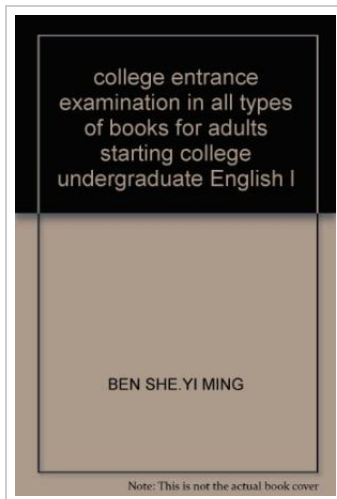 college entrance
examination in all types
of books for adults
starting college
undergraduate English I
BEN SHE.YI MING
Note: This is not the actual book cover